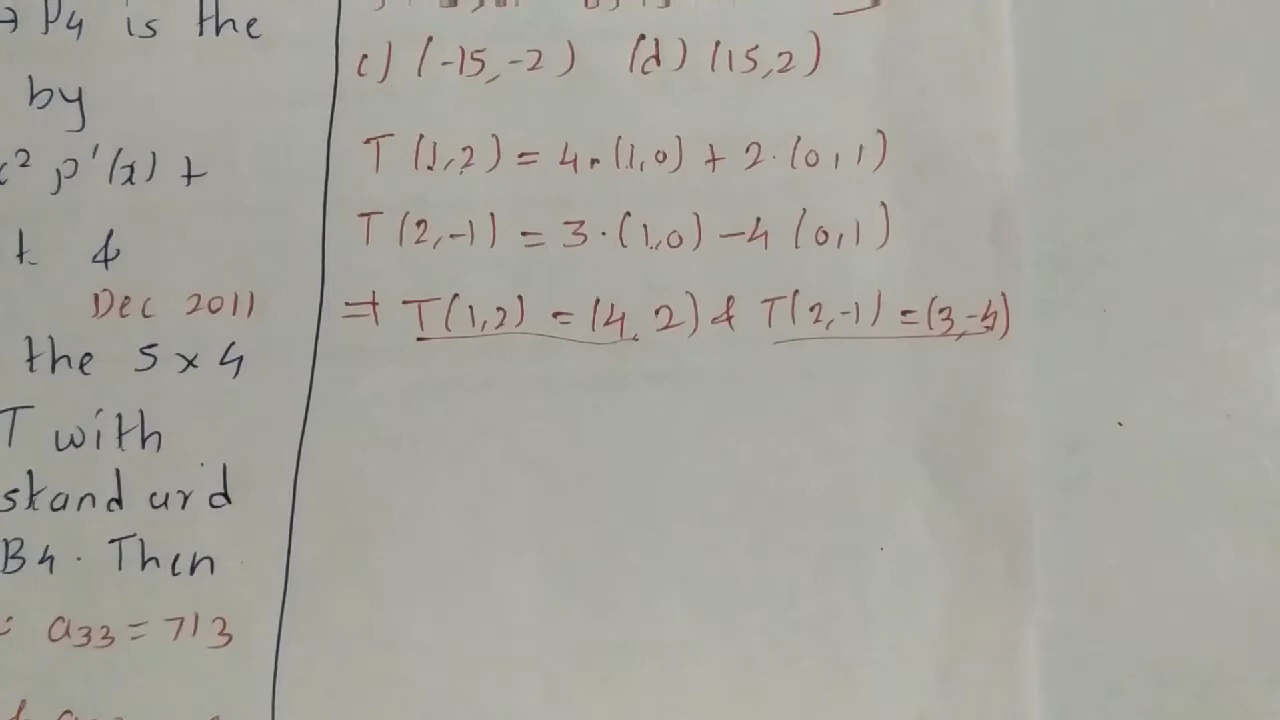 → P4 is the
by
x² p'(x) +
t &
Dec 2011
the 5 x 4
T with
standard
B4. Then
: a33 = 7/3
c) (-15,-2) (d) (15,2)
T(1,2) = 4.(1,0) + 2.(0,1)
T(2,-1) = 3.(1,0) -4 (0,1)
⇒ T(1,2) = (4,2) & T(2,-1) = (3,-4)